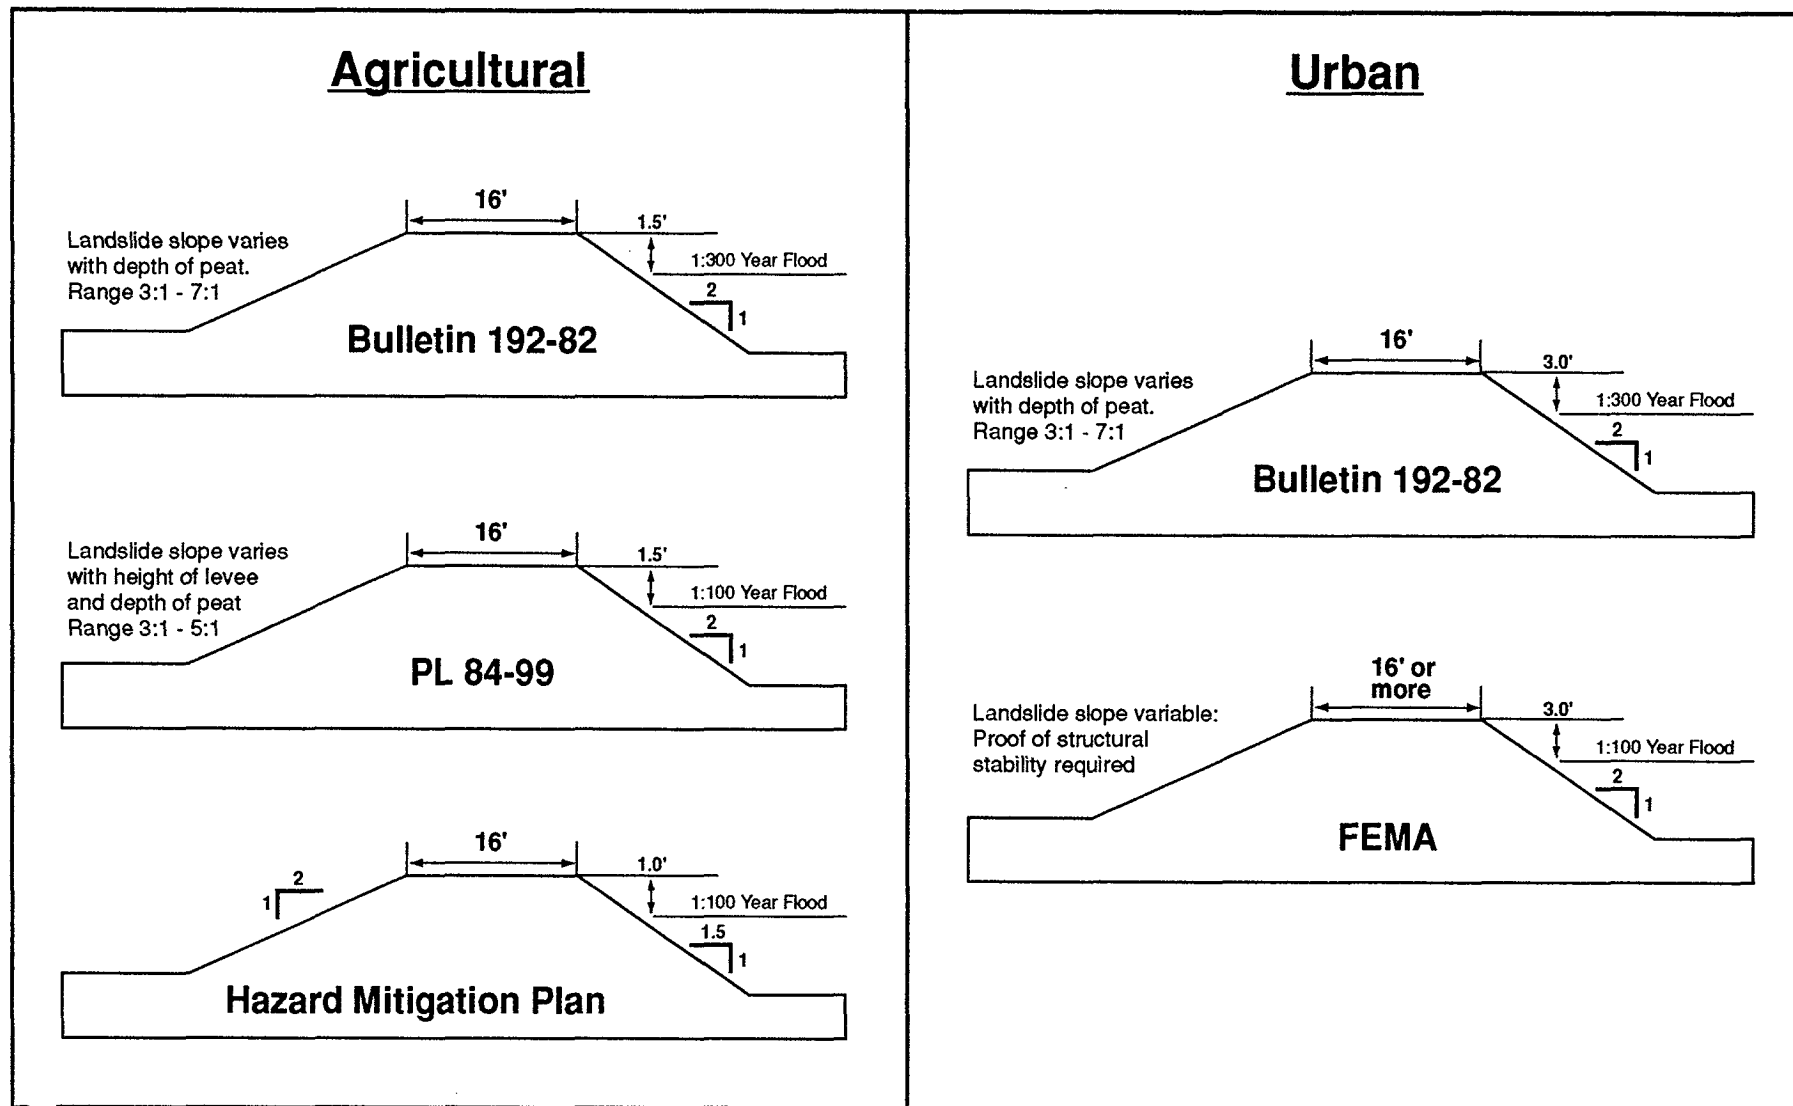 Agricultural
16'
1.5'
Landslide slope varies
with depth of peat.
Range 3:1 - 7:1
1:300 Year Flood
2
1
Bulletin 192-82
16'
1.5'
Landslide slope varies
with height of levee
and depth of peat
Range 3:1 - 5:1
1:100 Year Flood
2
1
PL 84-99
16'
1.0'
2
1
1:100 Year Flood
1.5
1
Hazard Mitigation Plan
Urban
16'
3.0'
Landslide slope varies
with depth of peat.
Range 3:1 - 7:1
1:300 Year Flood
2
1
Bulletin 192-82
16' or
more
3.0'
Landslide slope variable:
Proof of structural
stability required
1:100 Year Flood
2
1
FEMA